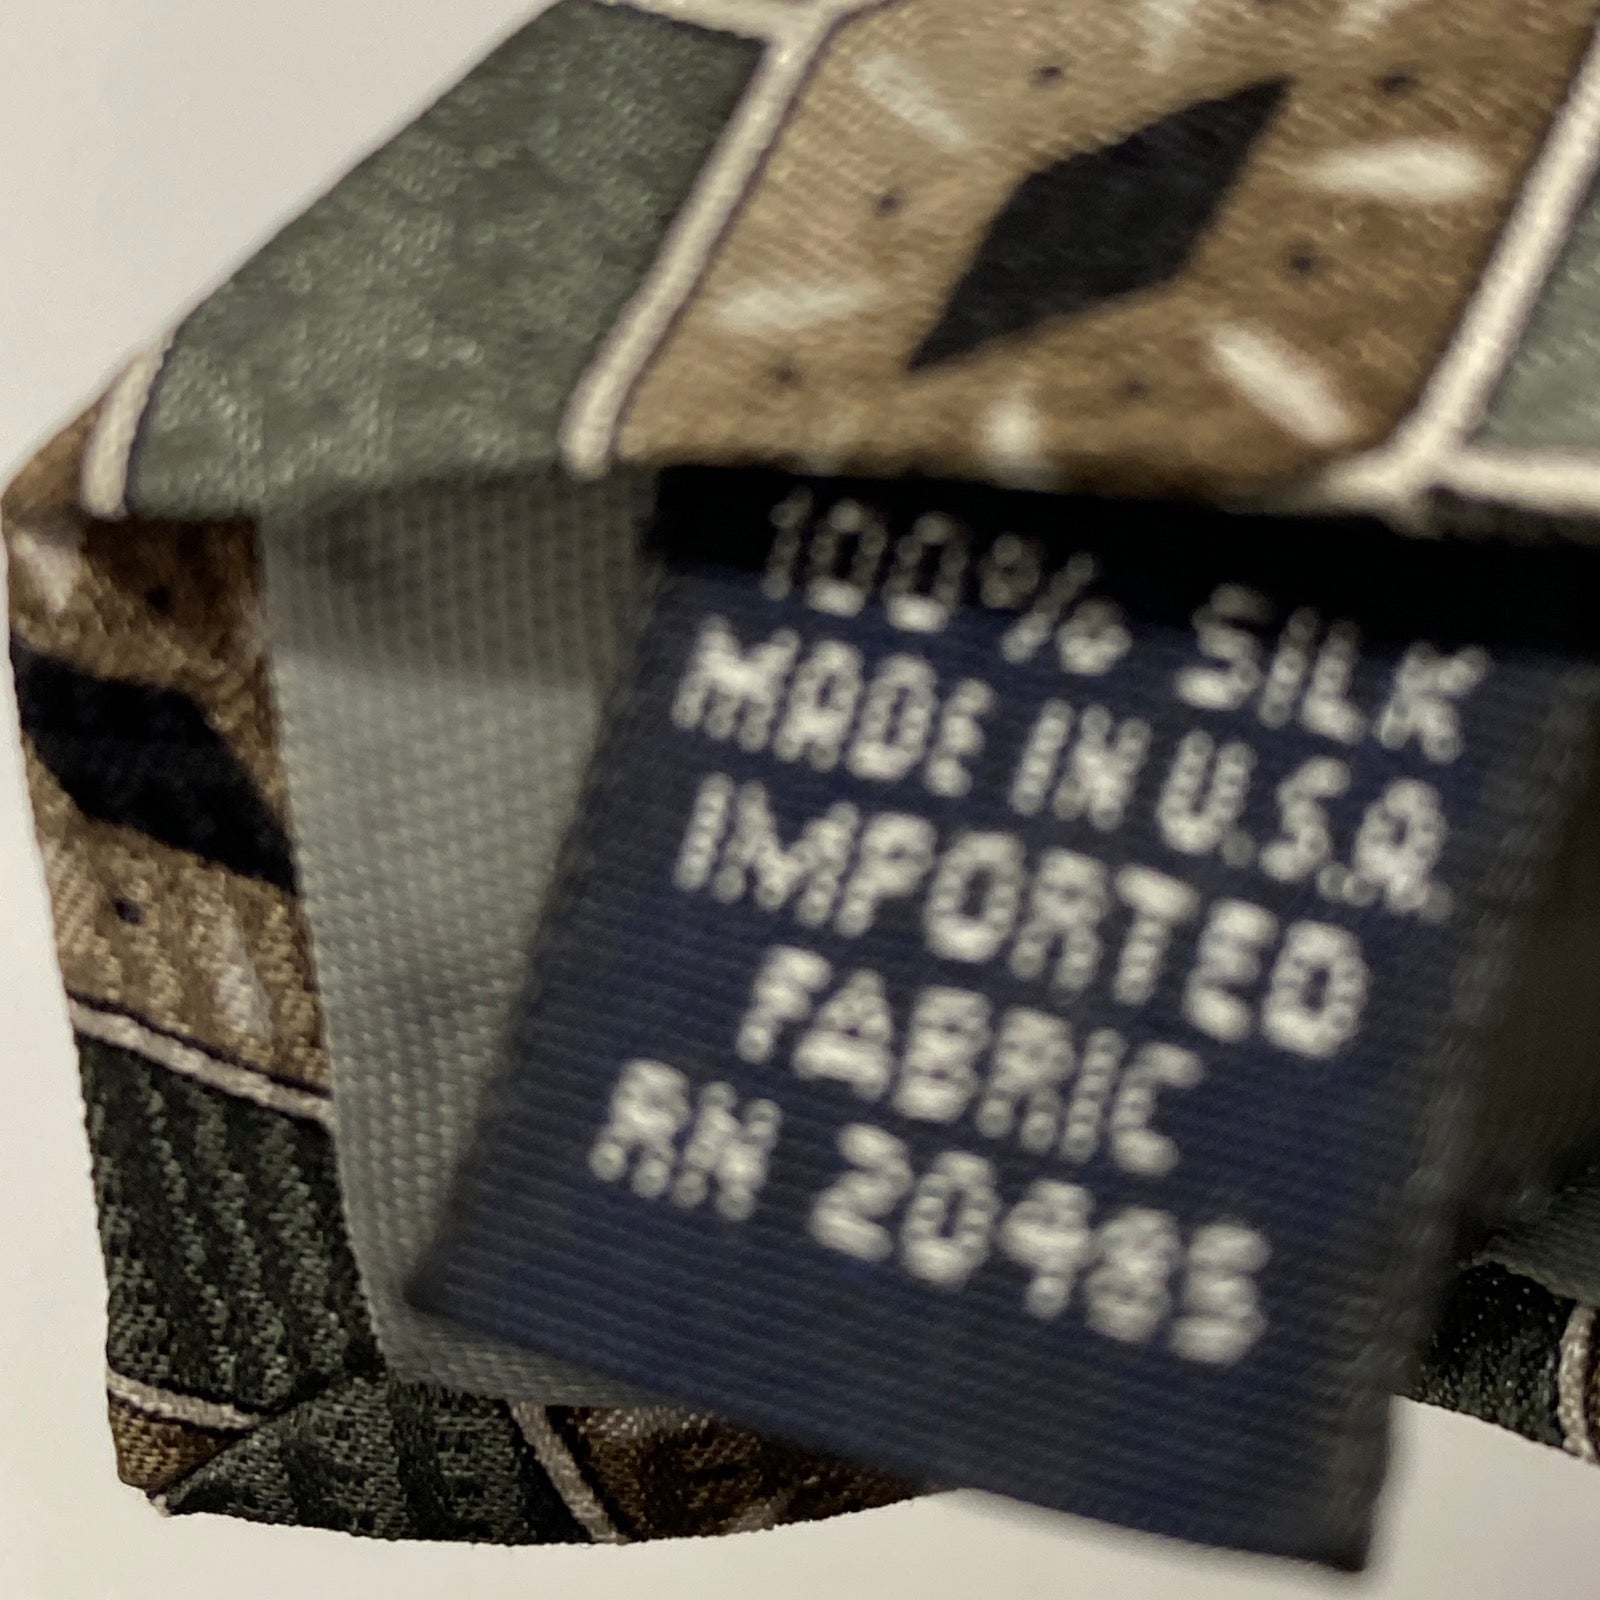 100% SILK
MADE IN U.S.A.
IMPORTED
FABRIC
RN 20485